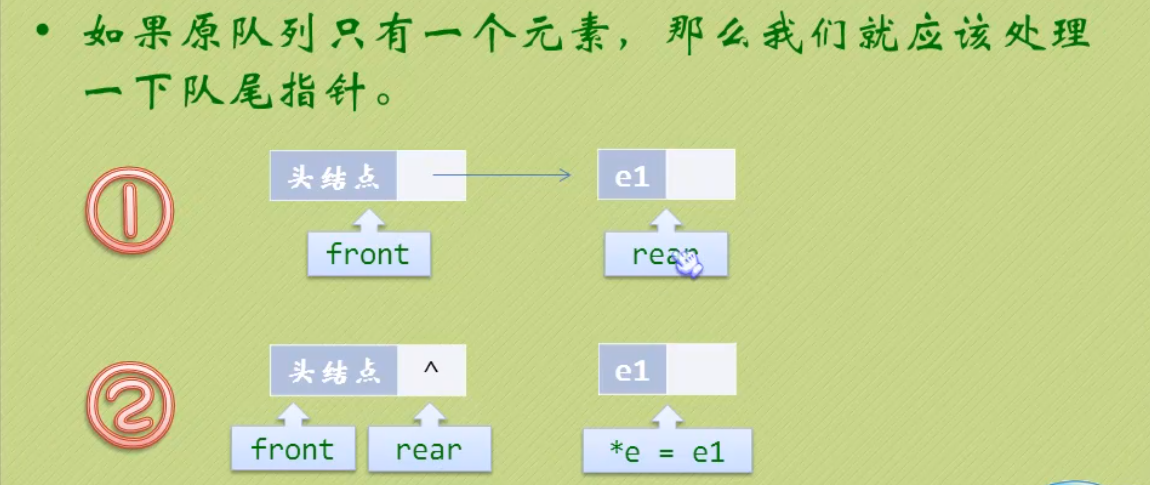 • 如果原队列只有一个元素，那么我们就应该处理
一下队尾指针。
①
头结点
e1
front
rear
②
头结点 ^
e1
front
rear
*e = e1